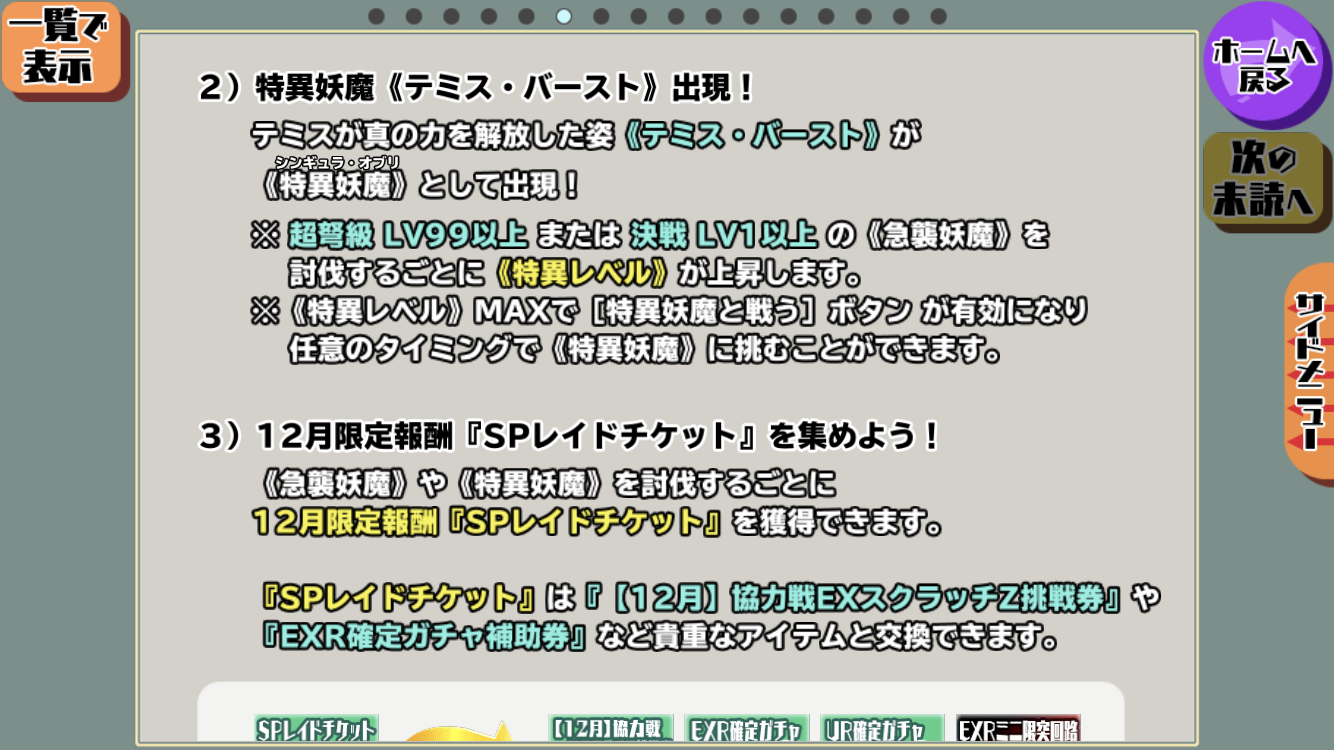 一覧で
表示
ホームへ
戻る
次の
未読へ
サイドメニュー
２）特異妖魔《テミス・バースト》出現！
テミスが真の力を解放した姿《テミス・バースト》が
シンギュラ・オブリ
《特異妖魔》として出現！
※ 超弩級 LV99以上 または 決戦 LV1以上 の《急襲妖魔》を
討伐するごとに《特異レベル》が上昇します。
※《特異レベル》MAXで［特異妖魔と戦う］ボタン が有効になり
任意のタイミングで《特異妖魔》に挑むことができます。
３）１２月限定報酬『SPレイドチケット』を集めよう！
《急襲妖魔》や《特異妖魔》を討伐するごとに
１２月限定報酬『SPレイドチケット』を獲得できます。
『SPレイドチケット』は『【１２月】協力戦EXスクラッチZ挑戦券』や
『EXR確定ガチャ補助券』など貴重なアイテムと交換できます。
SPレイドチケット
【12月】協力戦
EXR確定ガチャ
UR確定ガチャ
EXRミニ限突回路